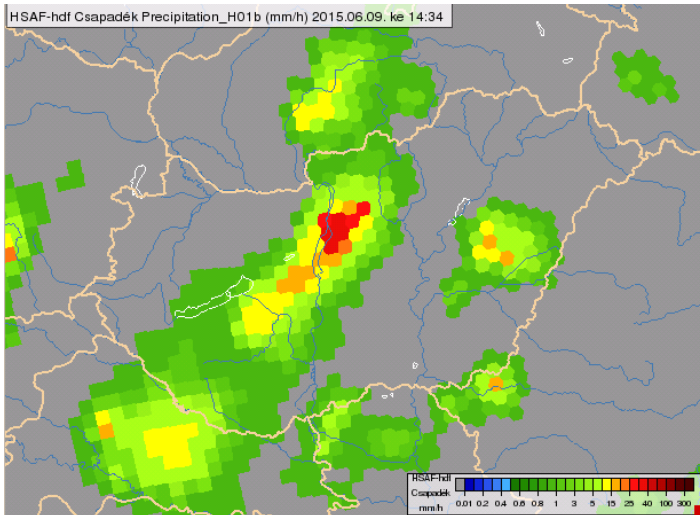 HSAF-hdf Csapadék Precipitation_H01b (mm/h) 2015.06.09. ke 14:34
HSAF-hdf
Csapadék
mm/h
0.01 0.2 0.4 0.6 0.8 1 3 5 15 25 40 100 300